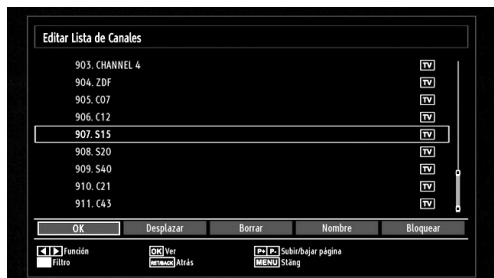 Editar Lista de Canales
903. CHANNEL 4 TV
904. ZDF TV
905. C07 TV
906. C12 TV
907. S15 TV
908. S20 TV
909. S40 TV
910. C21 TV
911. C43 TV
OK Desplazar Borrar Nombre Bloquear
Función OK Ver P+ P- Subir/bajar página
Filtro RET/BACK Atrás MENU Stäng